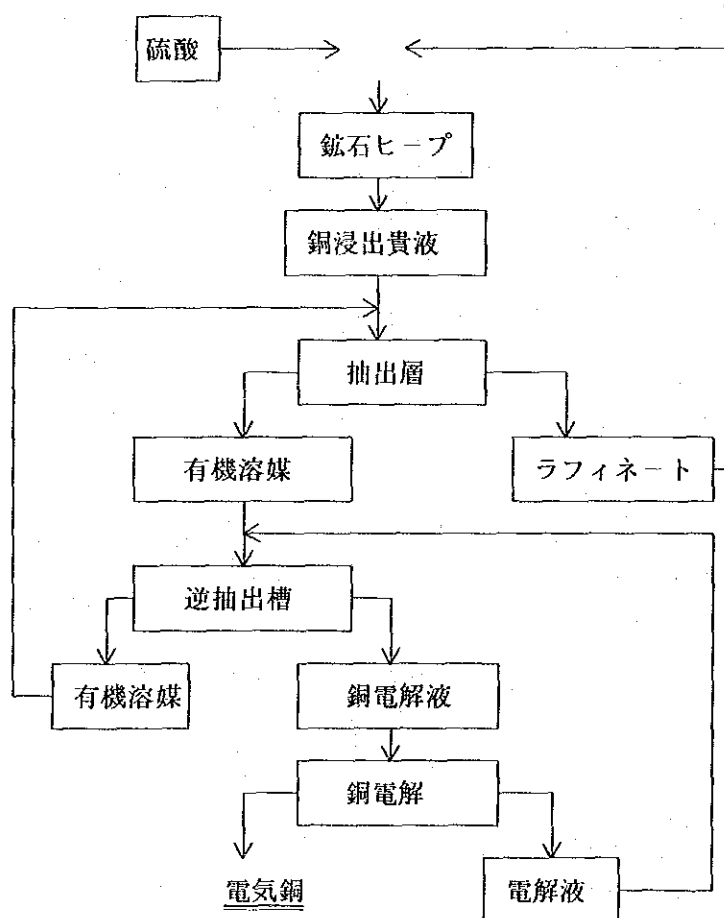 硫酸
鉱石ヒープ
銅浸出貴液
抽出層
有機溶媒
ラフィネート
逆抽出槽
有機溶媒
銅電解液
銅電解
電気銅
電解液